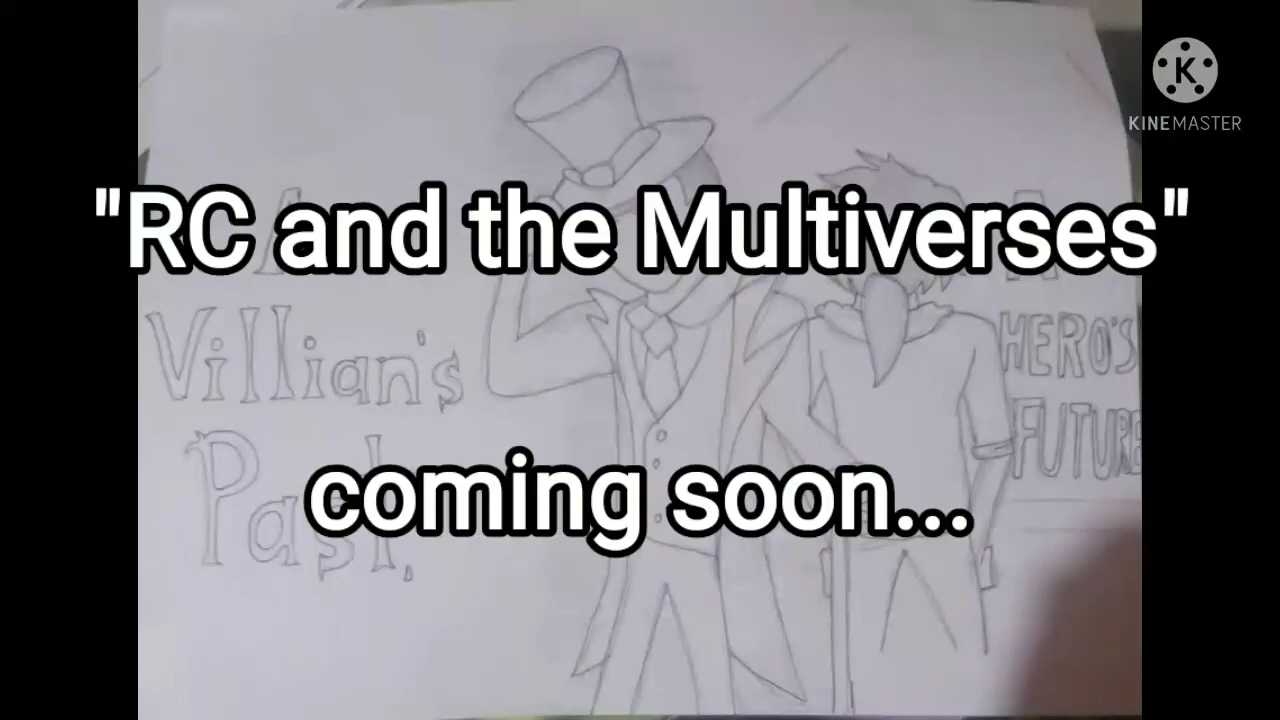 KINEMASTER
"RC and the Multiverses"
A
Villian's
Past,
A
HERO'S
FUTURE
coming soon...